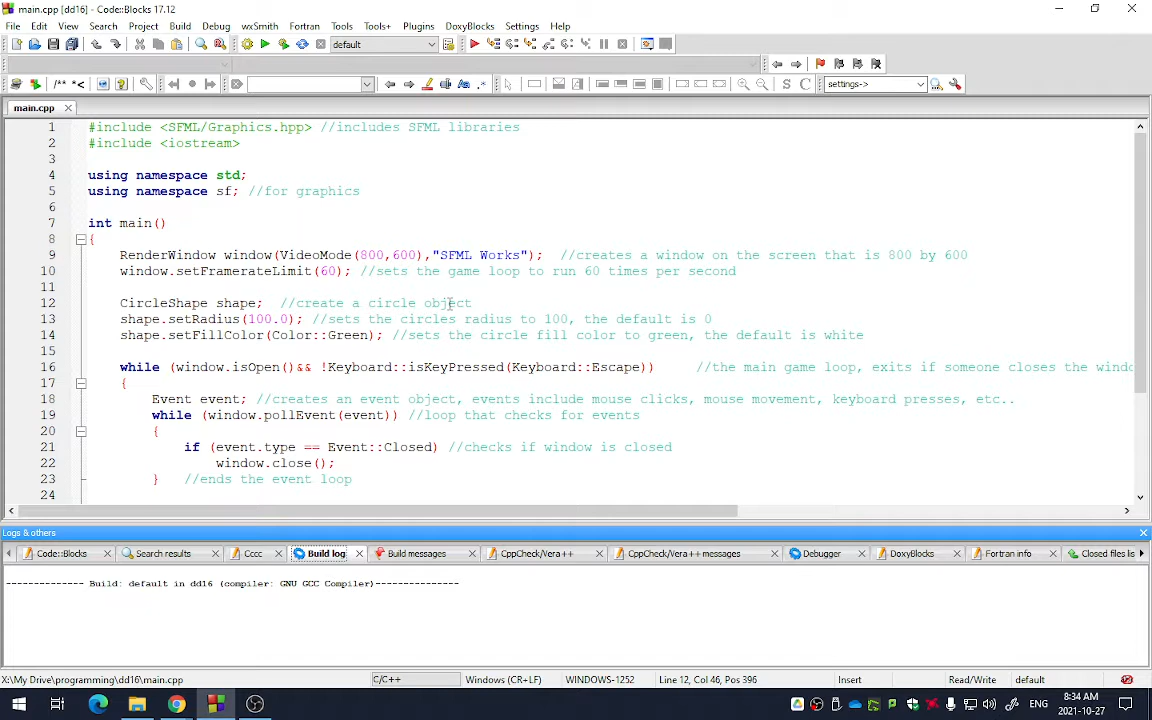 main.cpp [dd16] - Code::Blocks 17.12
File Edit View Search Project Build Debug wxSmith Fortran Tools Tools+ Plugins DoxyBlocks Settings Help
default
/** *< settings->
main.cpp
1 #include <SFML/Graphics.hpp> //includes SFML libraries
2 #include <iostream>
3
4 using namespace std;
5 using namespace sf; //for graphics
6
7 int main()
8 {
9 RenderWindow window(VideoMode(800,600),"SFML Works"); //creates a window on the screen that is 800 by 600
10 window.setFramerateLimit(60); //sets the game loop to run 60 times per second
11
12 CircleShape shape; //create a circle object
13 shape.setRadius(100.0); //sets the circles radius to 100, the default is 0
14 shape.setFillColor(Color::Green); //sets the circle fill color to green, the default is white
15
16 while (window.isOpen()&& !Keyboard::isKeyPressed(Keyboard::Escape)) //the main game loop, exits if someone closes the windo
17 {
18 Event event; //creates an event object, events include mouse clicks, mouse movement, keyboard presses, etc..
19 while (window.pollEvent(event)) //loop that checks for events
20 {
21 if (event.type == Event::Closed) //checks if window is closed
22 window.close();
23 } //ends the event loop
24
Logs & others
Code::Blocks Search results Cccc Build log Build messages CppCheck/Vera++ CppCheck/Vera++ messages Debugger DoxyBlocks Fortran info Closed files lis
-------------- Build: default in dd16 (compiler: GNU GCC Compiler)---------------
X:\My Drive\programming\dd16\main.cpp C/C++ Windows (CR+LF) WINDOWS-1252 Line 12, Col 46, Pos 396 Insert Read/Write default
ENG 8:34 AM
2021-10-27